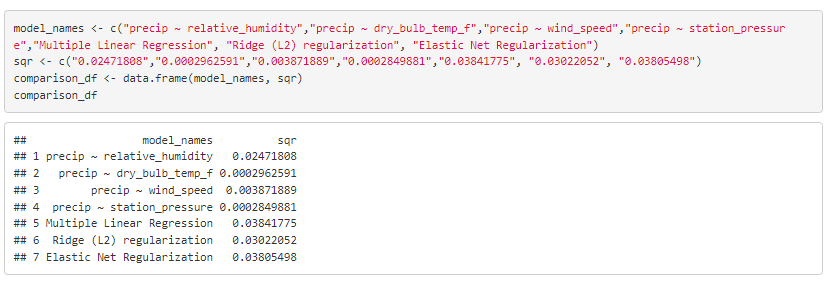 model_names <- c("precip ~ relative_humidity","precip ~ dry_bulb_temp_f","precip ~ wind_speed","precip ~ station_pressur
e","Multiple Linear Regression", "Ridge (L2) regularization", "Elastic Net Regularization")
sqr <- c("0.02471808","0.0002962591","0.003871889","0.0002849881","0.03841775", "0.03022052", "0.03805498")
comparison_df <- data.frame(model_names, sqr)
comparison_df
##                  model_names          sqr
## 1 precip ~ relative_humidity   0.02471808
## 2   precip ~ dry_bulb_temp_f 0.0002962591
## 3        precip ~ wind_speed  0.003871889
## 4  precip ~ station_pressure 0.0002849881
## 5 Multiple Linear Regression   0.03841775
## 6  Ridge (L2) regularization   0.03022052
## 7 Elastic Net Regularization   0.03805498